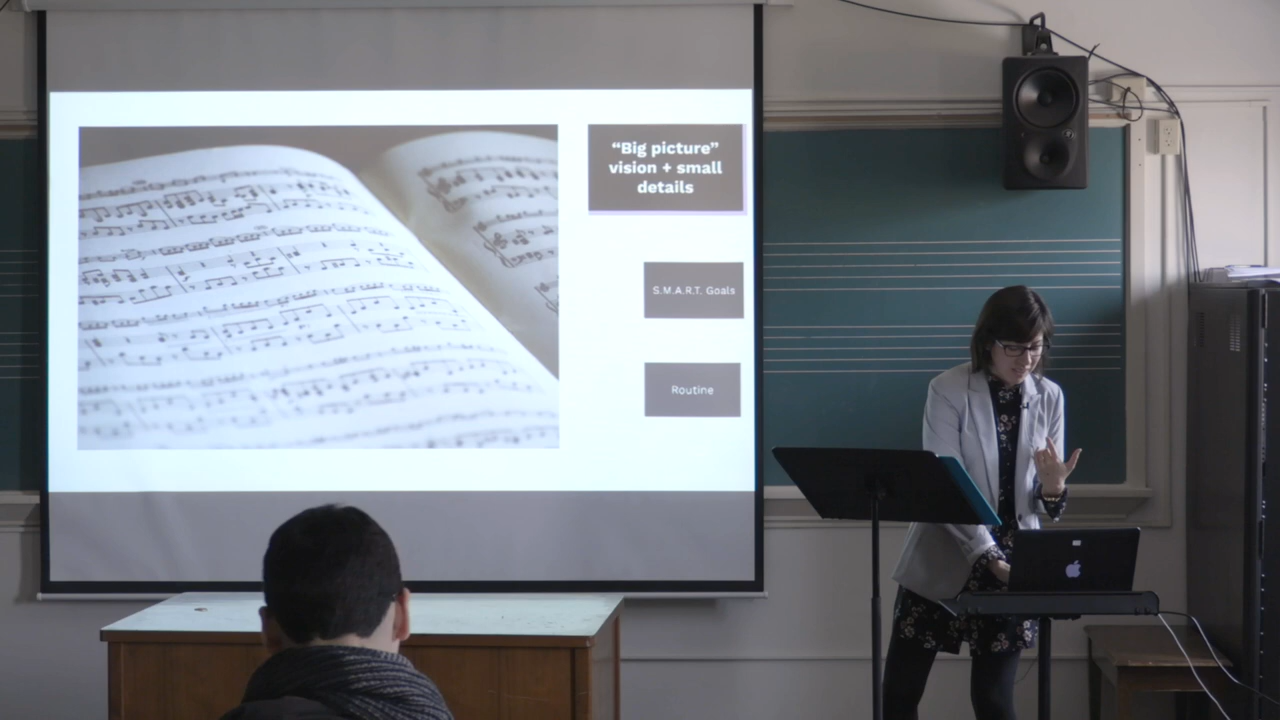 “Big picture”
vision + small
details
S.M.A.R.T. Goals
Routine